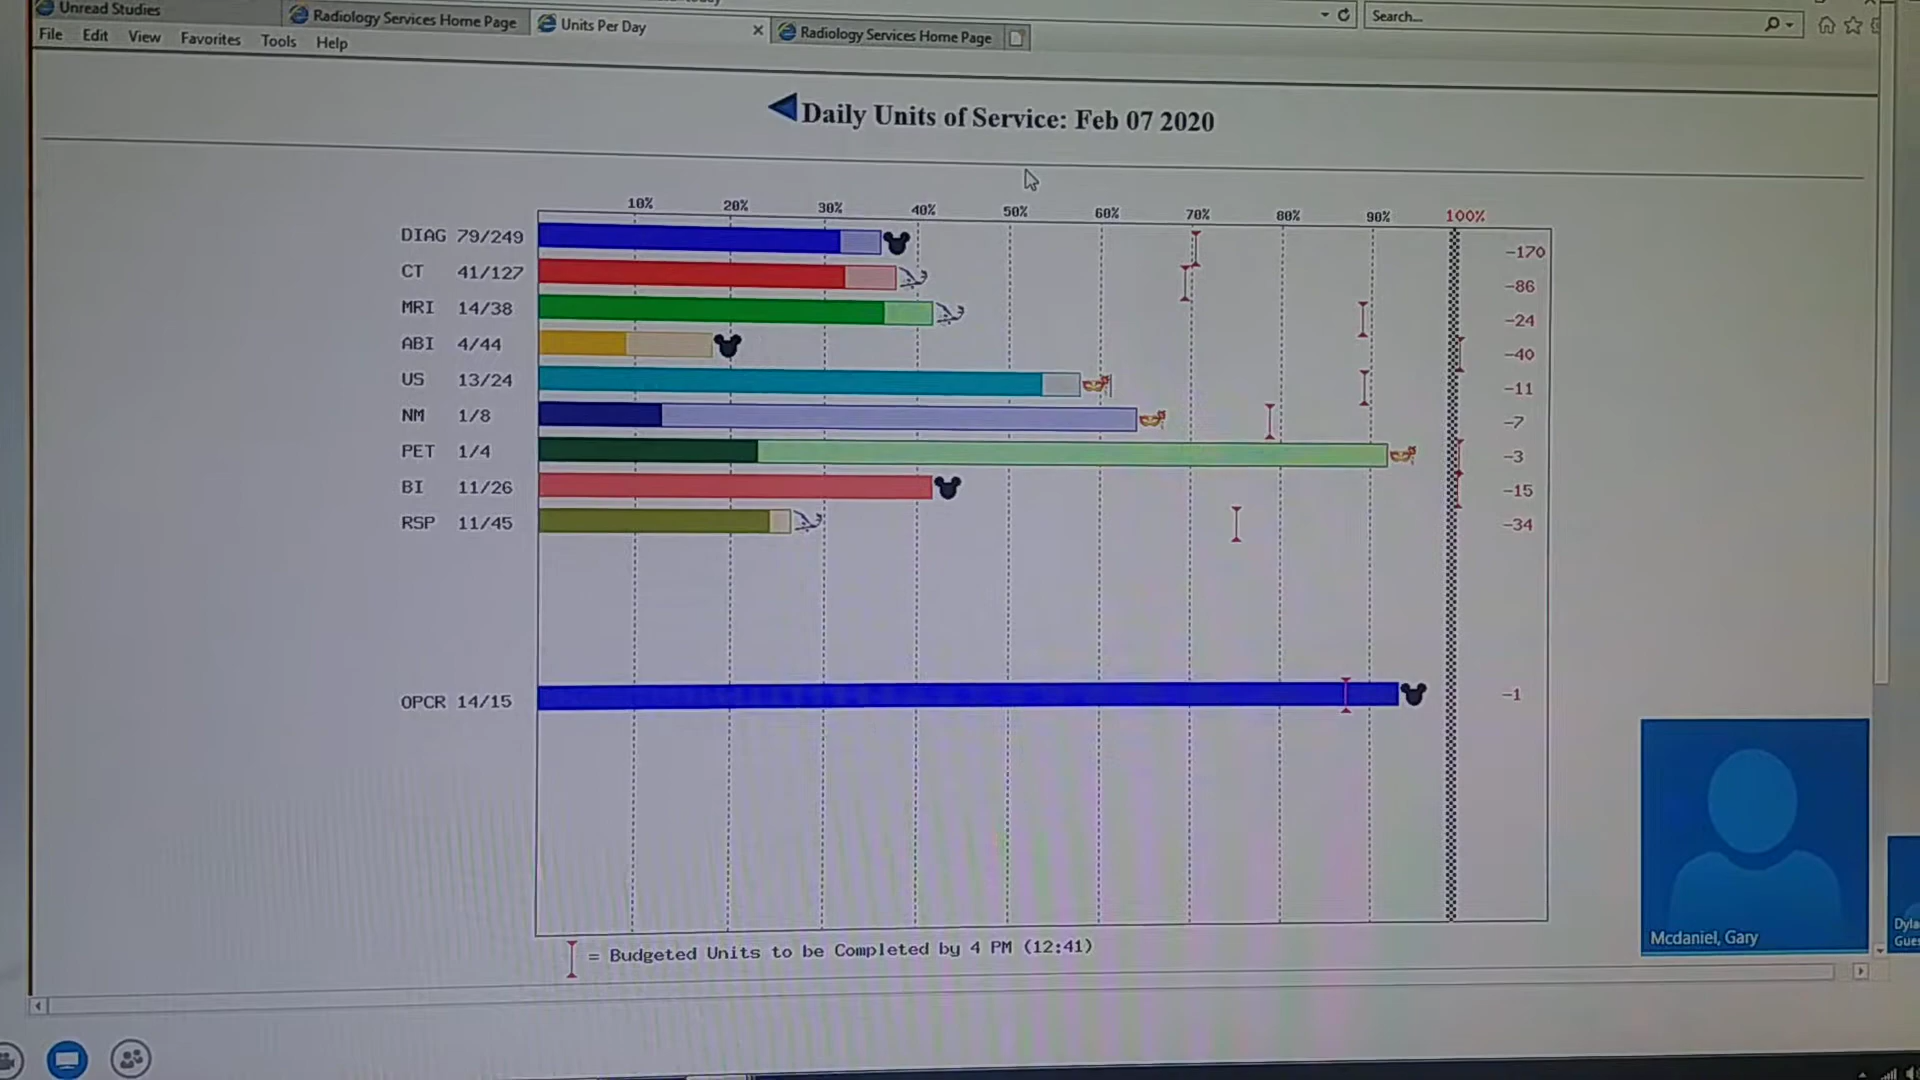 Unread Studies
Radiology Services Home Page
Units Per Day
Radiology Services Home Page
Search...
File Edit View Favorites Tools Help
Daily Units of Service: Feb 07 2020
10% 20% 30% 40% 50% 60% 70% 80% 90% 100%
DIAG 79/249 -170
CT 41/127 -86
MRI 14/38 -24
ABI 4/44 -40
US 13/24 -11
NM 1/8 -7
PET 1/4 -3
BI 11/26 -15
RSP 11/45 -34
OPCR 14/15 -1
= Budgeted Units to be Completed by 4 PM (12:41)
Mcdaniel, Gary
Dyla
Gues